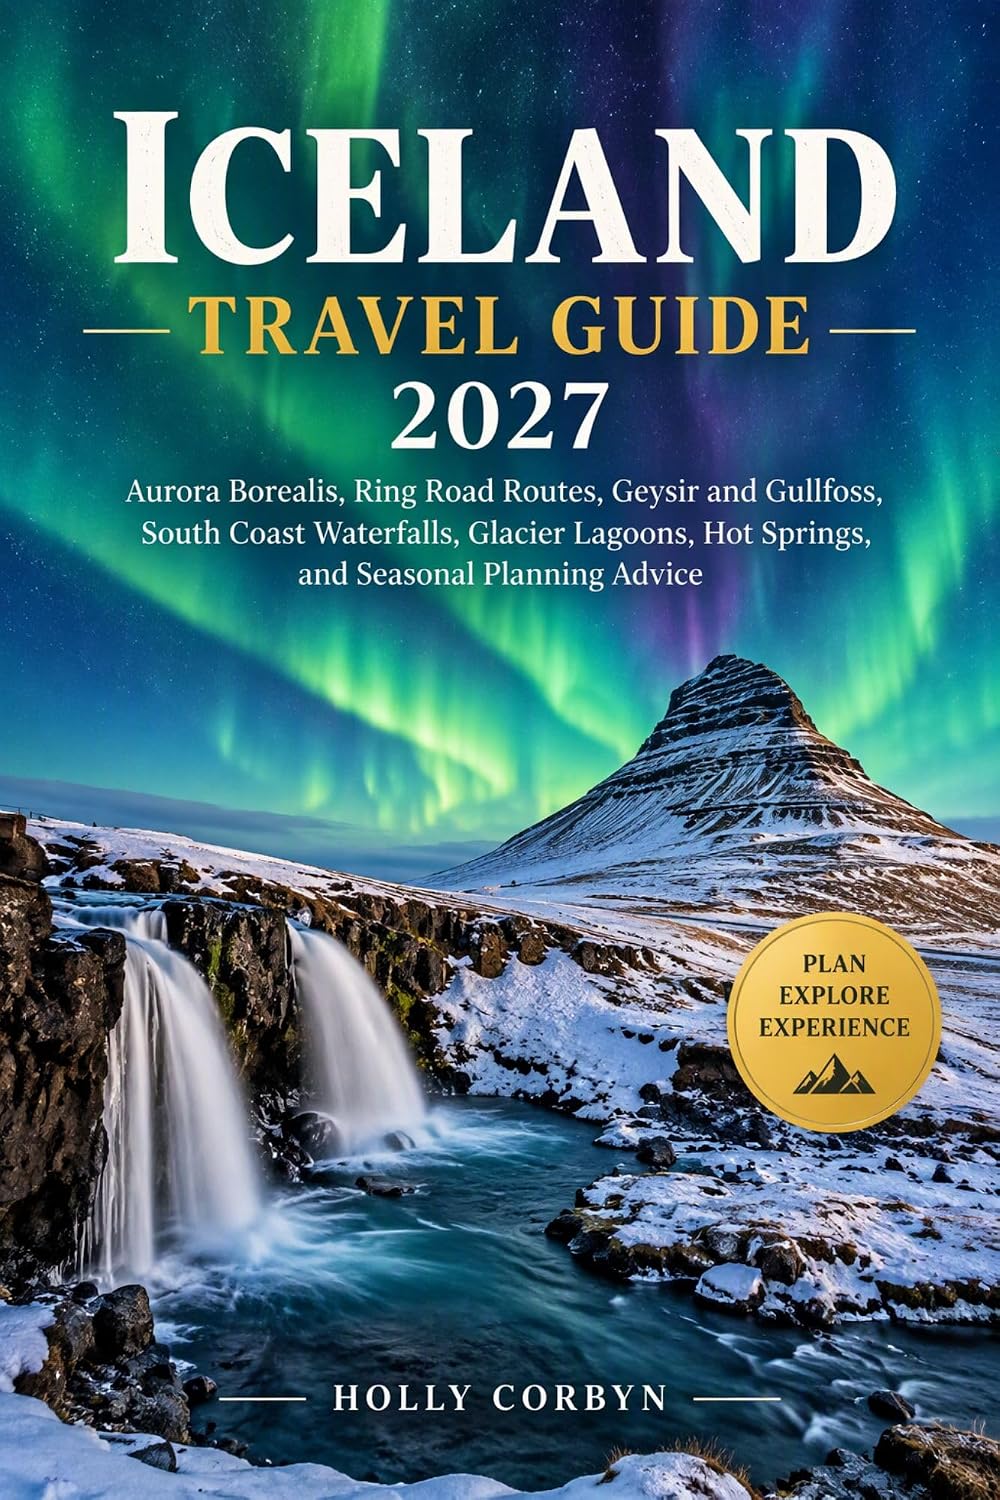 ICELAND
TRAVEL GUIDE
2027
Aurora Borealis, Ring Road Routes, Geysir and Gullfoss,
South Coast Waterfalls, Glacier Lagoons, Hot Springs,
and Seasonal Planning Advice
PLAN
EXPLORE
EXPERIENCE
HOLLY CORBYN